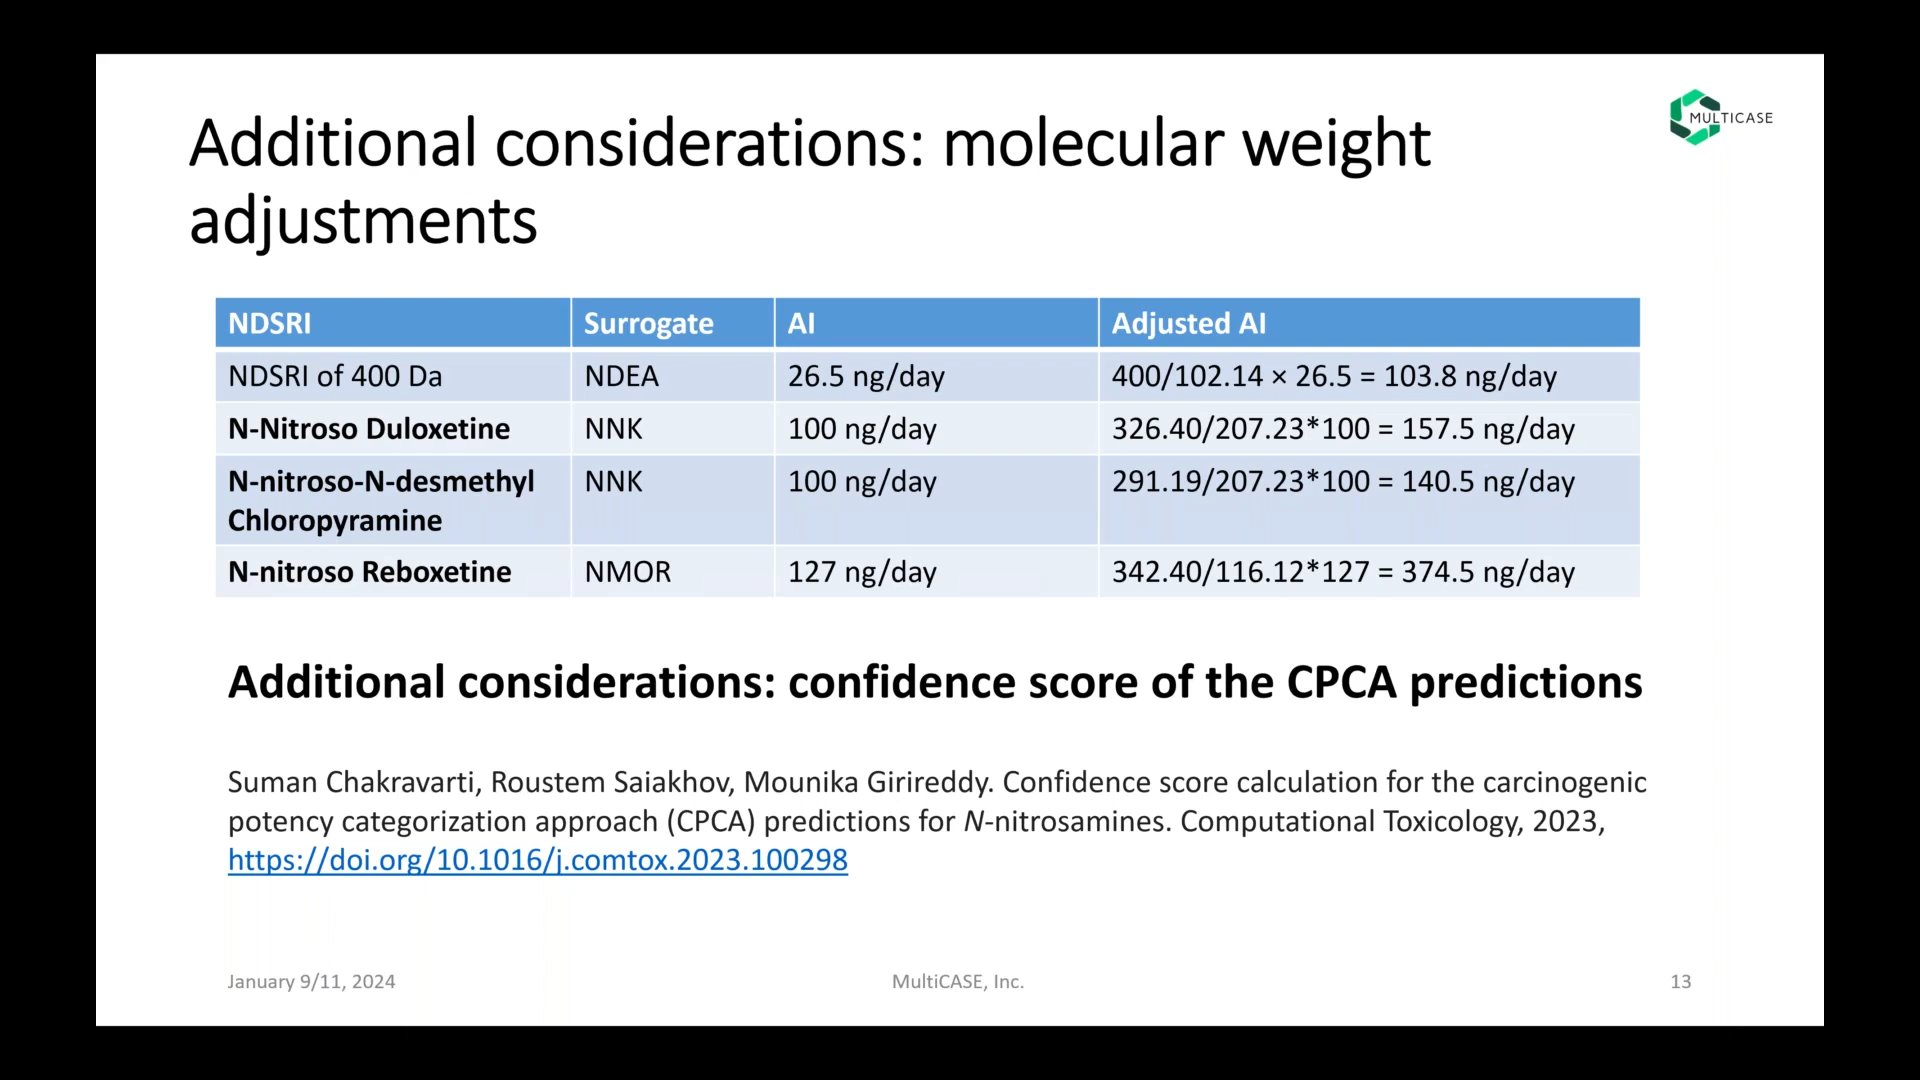 MULTICASE
Additional considerations: molecular weight
adjustments
NDSRI Surrogate AI Adjusted AI
NDSRI of 400 Da NDEA 26.5 ng/day 400/102.14 × 26.5 = 103.8 ng/day
N-Nitroso Duloxetine NNK 100 ng/day 326.40/207.23*100 = 157.5 ng/day
N-nitroso-N-desmethyl NNK 100 ng/day 291.19/207.23*100 = 140.5 ng/day
Chloropyramine
N-nitroso Reboxetine NMOR 127 ng/day 342.40/116.12*127 = 374.5 ng/day
Additional considerations: confidence score of the CPCA predictions
Suman Chakravarti, Roustem Saiakhov, Mounika Girireddy. Confidence score calculation for the carcinogenic
potency categorization approach (CPCA) predictions for N-nitrosamines. Computational Toxicology, 2023,
https://doi.org/10.1016/j.comtox.2023.100298
January 9/11, 2024 MultiCASE, Inc. 13